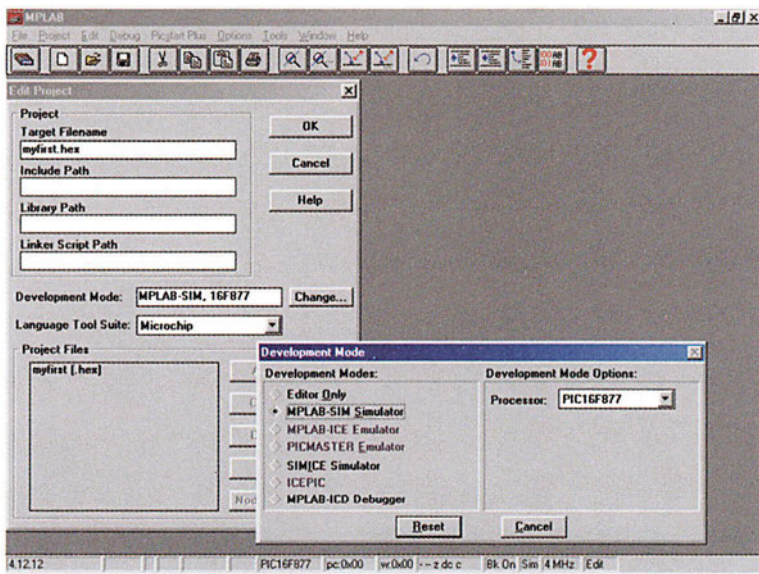 MPLAB
File Project Edit Debug Picstart Plus Options Tools Window Help
Edit Project
Project
Target Filename
myfirst.hex
Include Path
Library Path
Linker Script Path
OK
Cancel
Help
Development Mode: MPLAB-SIM, 16F877 Change...
Language Tool Suite: Microchip
Project Files
myfirst [.hex]
Development Mode
Development Modes:
Editor Only
MPLAB-SIM Simulator
MPLAB-ICE Emulator
PICMASTER Emulator
SIMICE Simulator
ICEPIC
MPLAB-ICD Debugger
Development Mode Options:
Processor: PIC16F877
Reset Cancel
4.12.12 PIC16F877 pc:0x00 w:0x00 -- z dc c Bk On Sim 4 MHz Edit